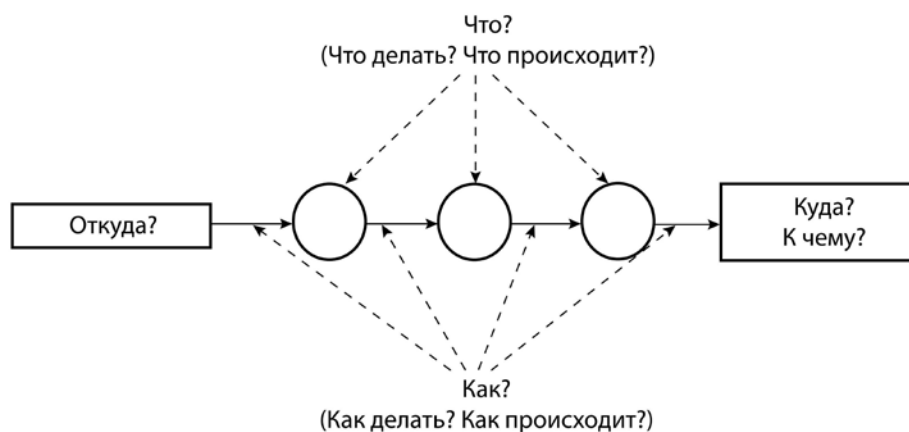 Что?
(Что делать? Что происходит?)
Откуда?
Куда?
К чему?
Как?
(Как делать? Как происходит?)